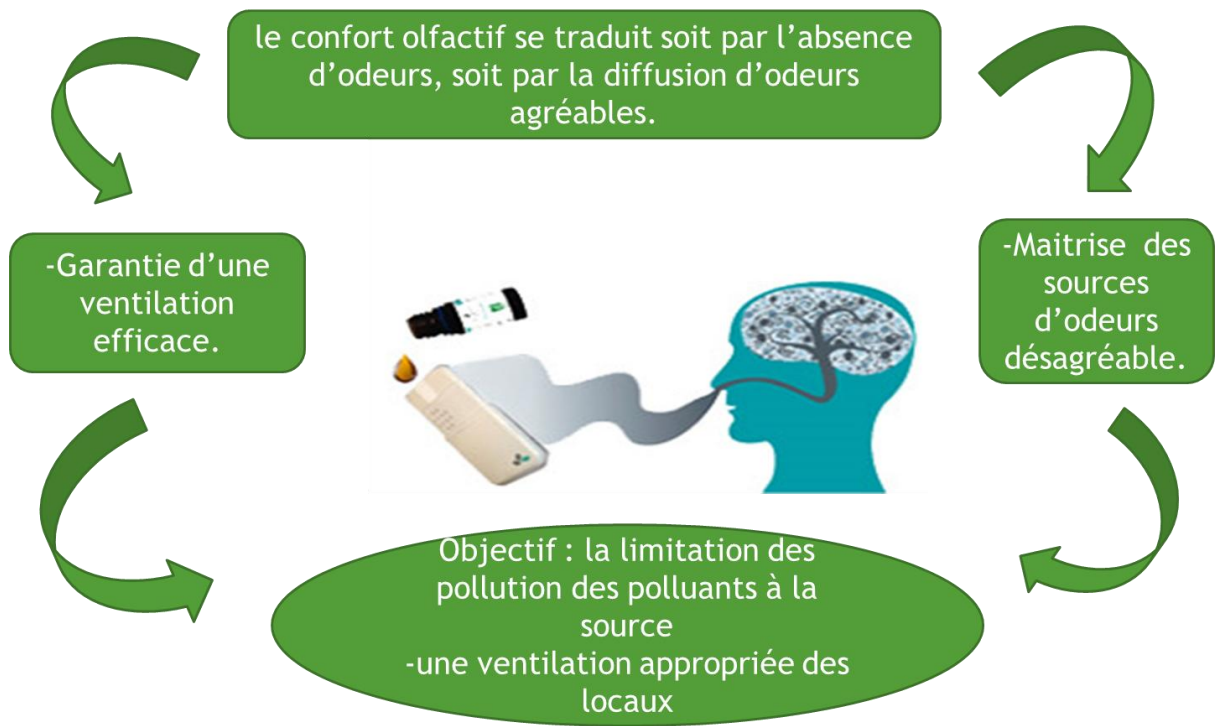 le confort olfactif se traduit soit par l’absence
d’odeurs, soit par la diffusion d’odeurs
agréables.
-Garantie d’une
ventilation
efficace.
-Maitrise des
sources
d’odeurs
désagréable.
Objectif : la limitation des
pollution des polluants à la
source
-une ventilation appropriée des
locaux